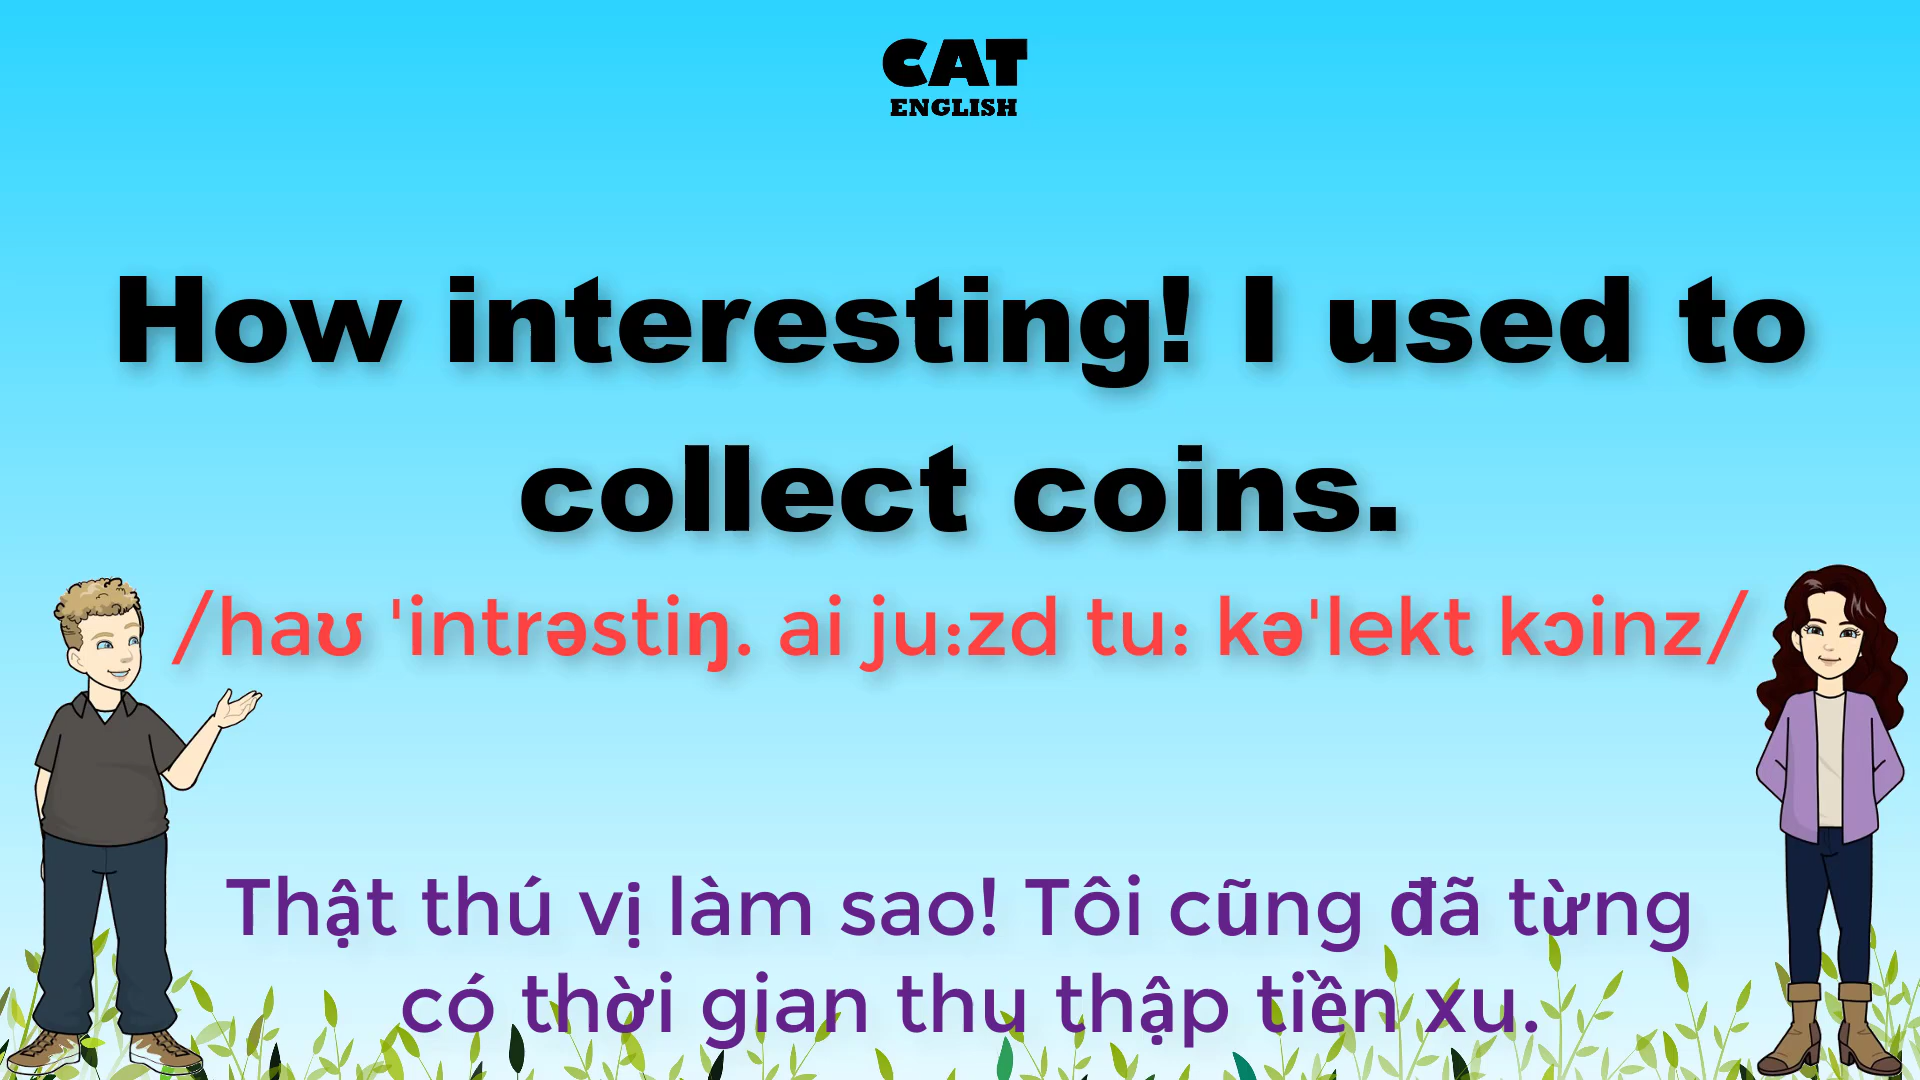 CAT
ENGLISH
How interesting! I used to
collect coins.
/haʊ 'intrəstiŋ. ai ju:zd tu: kə'lekt kɔinz/
Thật thú vị làm sao! Tôi cũng đã từng
có thời gian thu thập tiền xu.